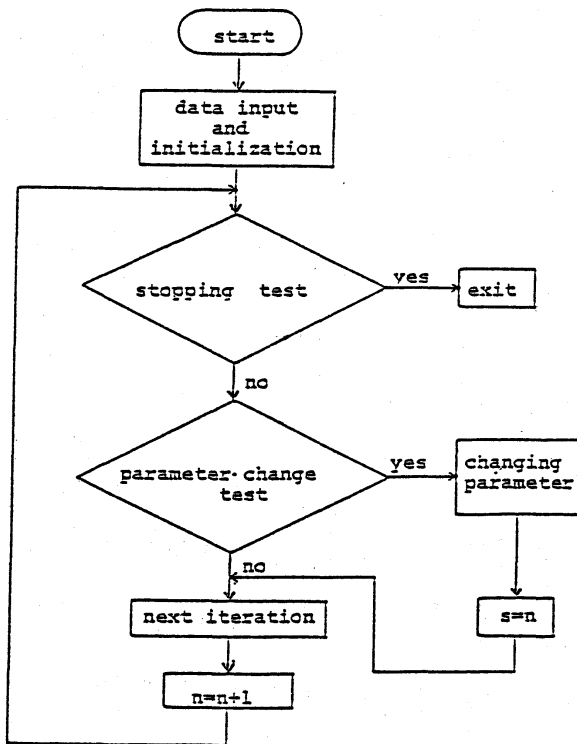 start
data input
and
initialization
stopping test
yes
exit
no
parameter-change
test
yes
changing
parameter
no
next iteration
s=n
n=n+1